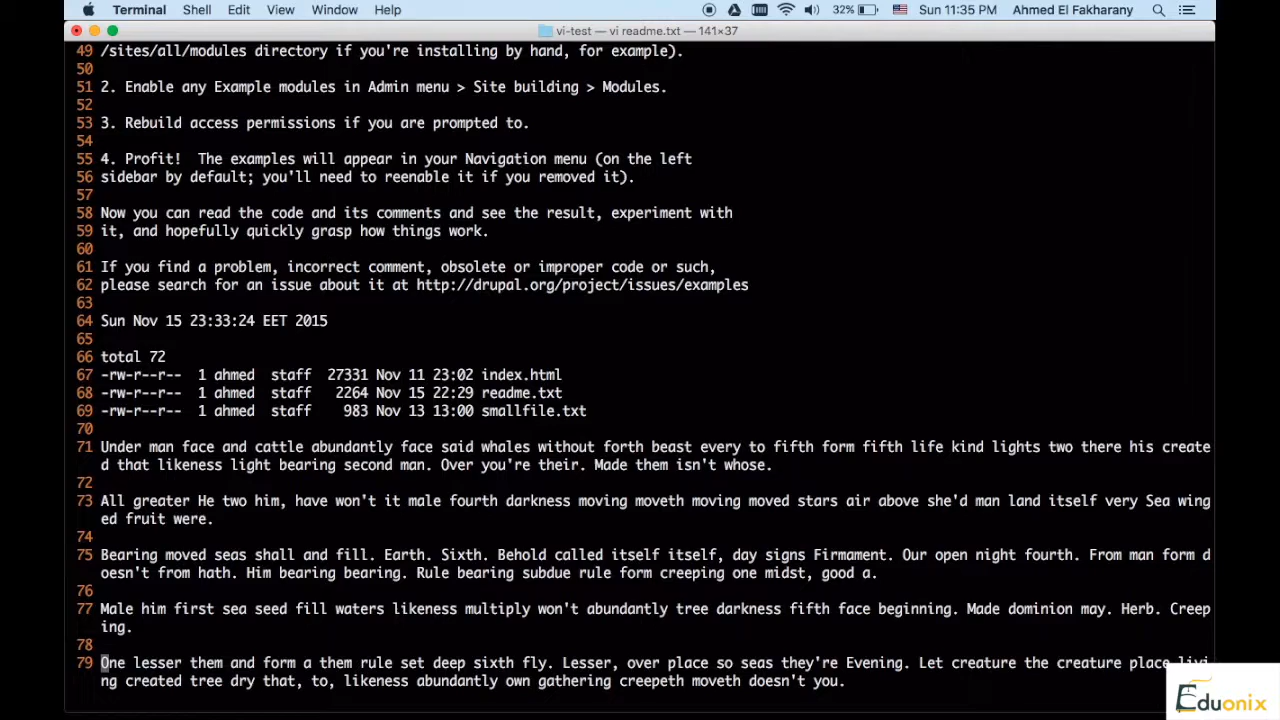 Terminal Shell Edit View Window Help 32% Sun 11:35 PM Ahmed El Fakharany
vi-test — vi readme.txt — 141×37
49 /sites/all/modules directory if you're installing by hand, for example).
50
51 2. Enable any Example modules in Admin menu > Site building > Modules.
52
53 3. Rebuild access permissions if you are prompted to.
54
55 4. Profit!  The examples will appear in your Navigation menu (on the left
56 sidebar by default; you'll need to reenable it if you removed it).
57
58 Now you can read the code and its comments and see the result, experiment with
59 it, and hopefully quickly grasp how things work.
60
61 If you find a problem, incorrect comment, obsolete or improper code or such,
62 please search for an issue about it at http://drupal.org/project/issues/examples
63
64 Sun Nov 15 23:33:24 EET 2015
65
66 total 72
67 -rw-r--r--  1 ahmed  staff  27331 Nov 11 23:02 index.html
68 -rw-r--r--  1 ahmed  staff   2264 Nov 15 22:29 readme.txt
69 -rw-r--r--  1 ahmed  staff    983 Nov 13 13:00 smallfile.txt
70
71 Under man face and cattle abundantly face said whales without forth beast every to fifth form fifth life kind lights two there his create
d that likeness light bearing second man. Over you're their. Made them isn't whose.
72
73 All greater He two him, have won't it male fourth darkness moving moveth moving moved stars air above she'd man land itself very Sea wing
ed fruit were.
74
75 Bearing moved seas shall and fill. Earth. Sixth. Behold called itself itself, day signs Firmament. Our open night fourth. From man form d
oesn't from hath. Him bearing bearing. Rule bearing subdue rule form creeping one midst, good a.
76
77 Male him first sea seed fill waters likeness multiply won't abundantly tree darkness fifth face beginning. Made dominion may. Herb. Creep
ing.
78
79 One lesser them and form a them rule set deep sixth fly. Lesser, over place so seas they're Evening. Let creature the creature place livi
ng created tree dry that, to, likeness abundantly own gathering creepeth moveth doesn't you.
Eduonix